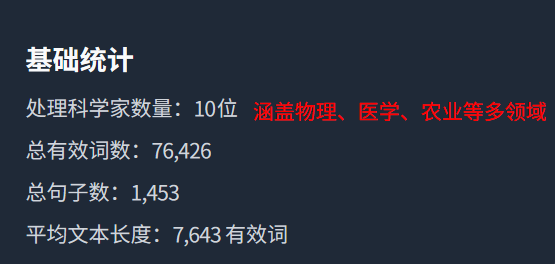 基础统计
处理科学家数量：10位 涵盖物理、医学、农业等多领域
总有效词数：76,426
总句子数：1,453
平均文本长度：7,643 有效词